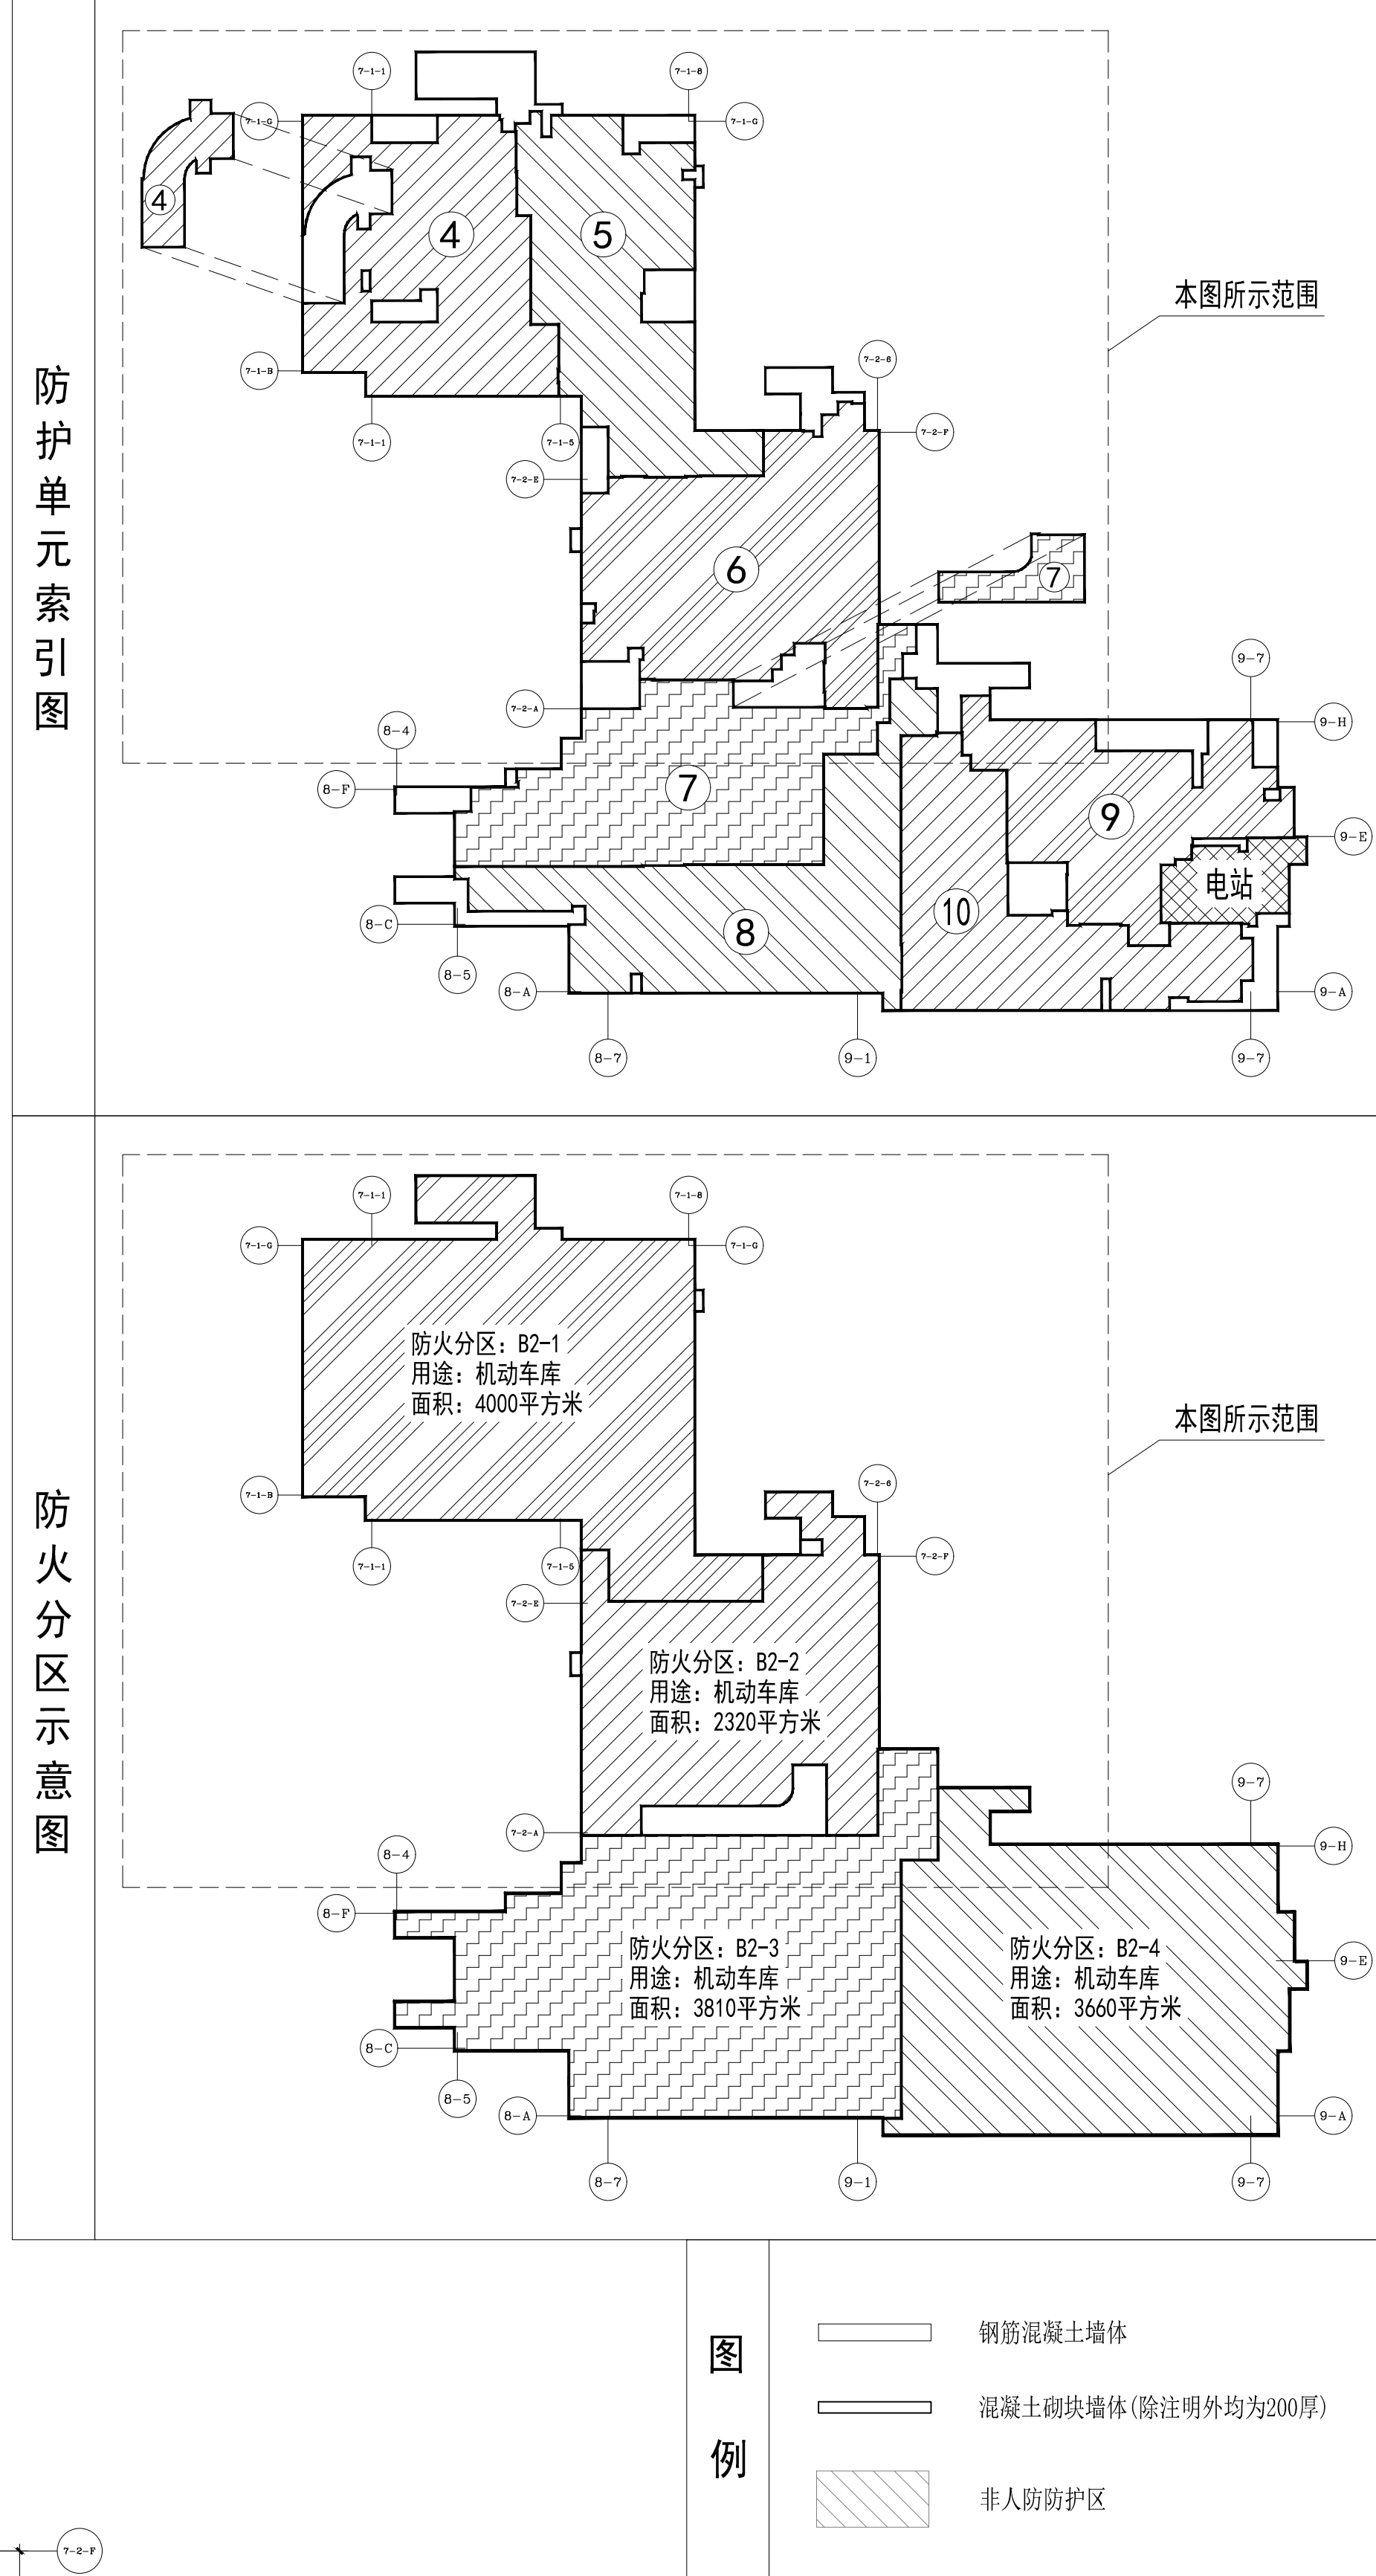 防护单元索引图
7-1-1
7-1-8
7-1-G
7-1-G
4
4
5
本图所示范围
7-1-B
7-2-6
7-1-1
7-1-5
7-2-F
7-2-E
6
7
9-7
7-2-A
8-4
9-H
8-F
7
9
9-E
电站
10
8-C
8
8-5
8-A
9-A
8-7
9-1
9-7
防火分区示意图
7-1-1
7-1-8
7-1-G
7-1-G
防火分区：B2-1
用途：机动车库
面积：4000平方米
本图所示范围
7-1-B
7-2-6
7-1-1
7-1-5
7-2-F
7-2-E
防火分区：B2-2
用途：机动车库
面积：2320平方米
9-7
7-2-A
8-4
9-H
8-F
防火分区：B2-3
用途：机动车库
面积：3810平方米
防火分区：B2-4
用途：机动车库
面积：3660平方米
9-E
8-C
8-5
8-A
9-A
8-7
9-1
9-7
图例
钢筋混凝土墙体
混凝土砌块墙体(除注明外均为200厚)
非人防防护区
7-2-F